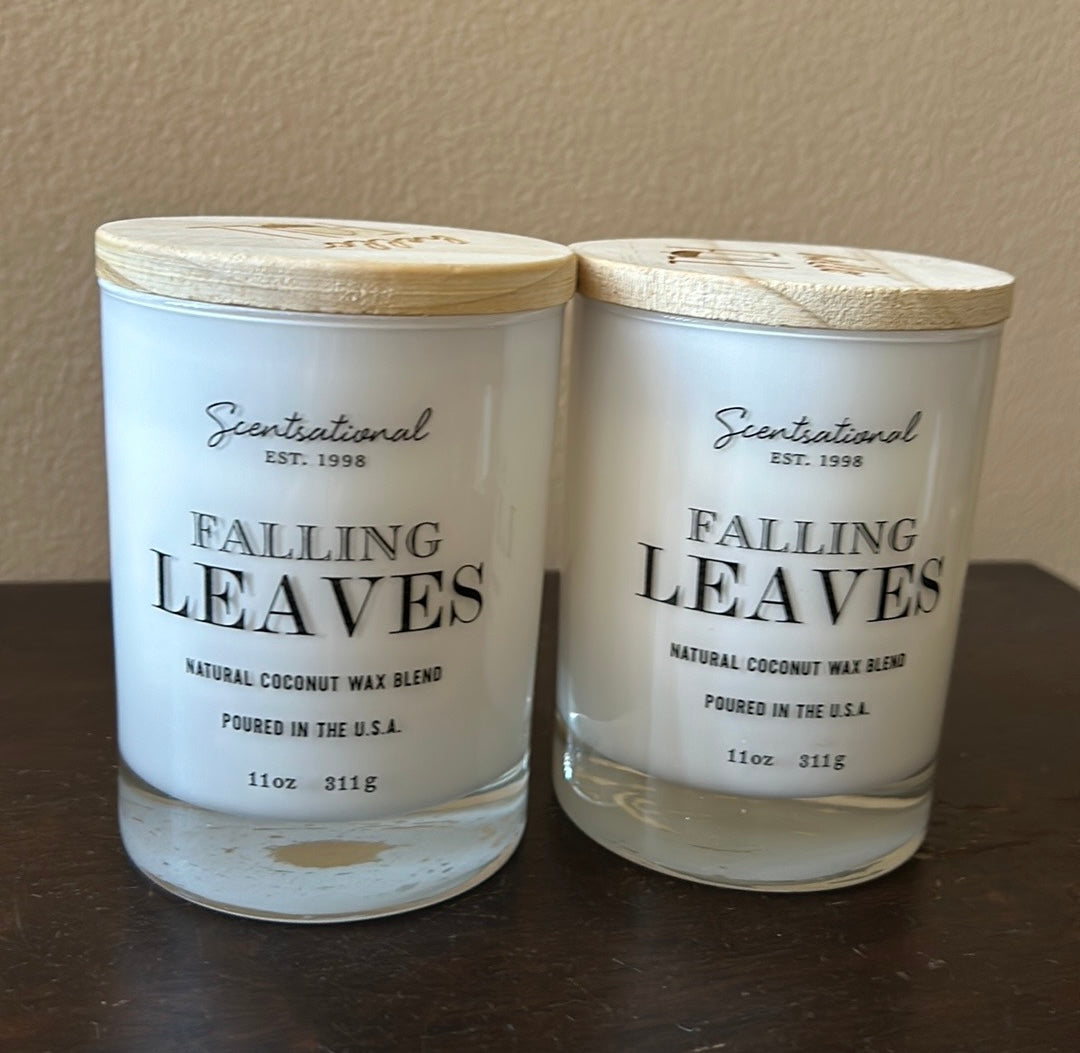 Scentsational
EST. 1998
FALLING
LEAVES
NATURAL COCONUT WAX BLEND
POURED IN THE U.S.A.
11oz 311g
Scentsational
EST. 1998
FALLING
LEAVES
NATURAL COCONUT WAX BLEND
POURED IN THE U.S.A.
11oz 311g